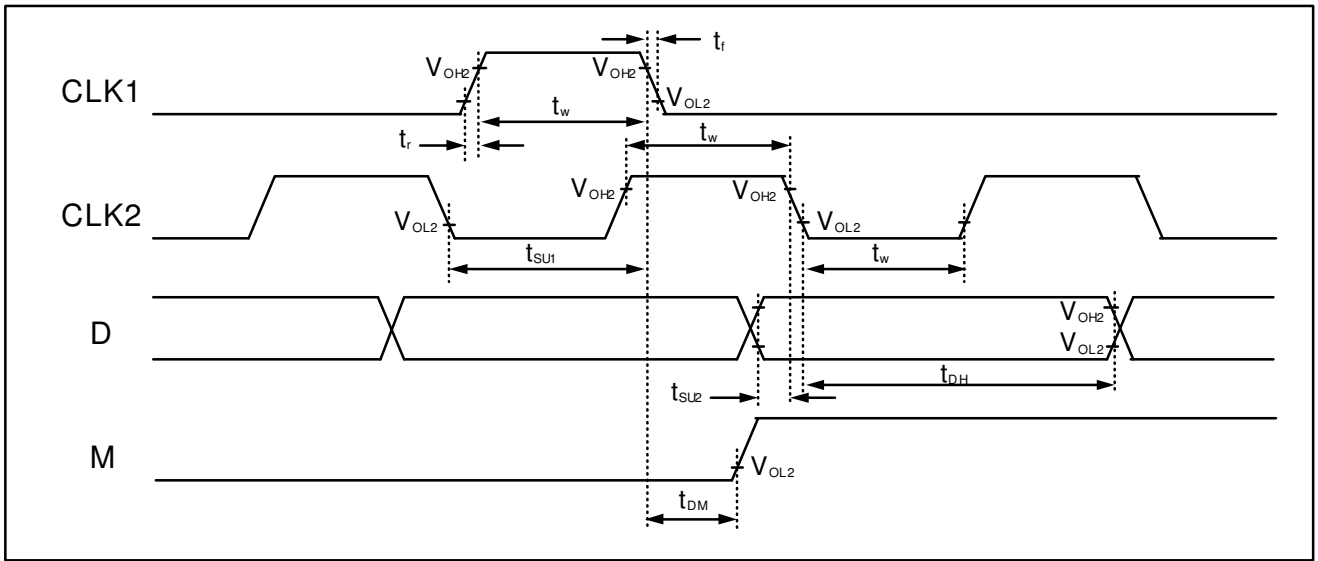 t_f
V_OH2 V_OH2
CLK1 V_OL2
t_w
t_r t_w
V_OH2 V_OH2
CLK2 V_OL2 V_OL2
t_SU1 t_w
V_OH2
D V_OL2
t_SU2 t_DH
M V_OL2
t_DM